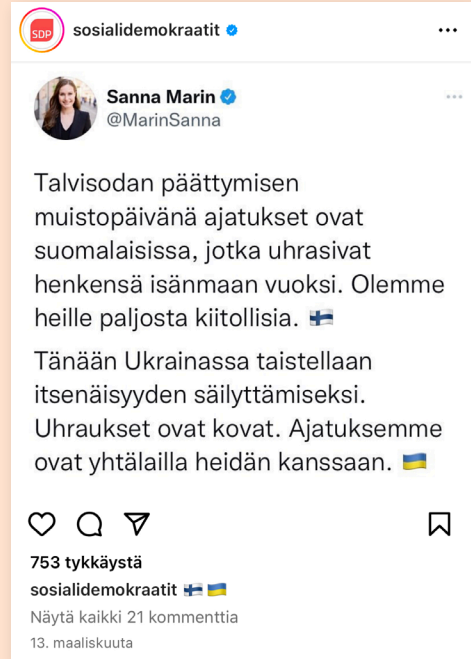 SDP
sosialidemokraatit
Sanna Marin
@MarinSanna
Talvisodan päättymisen
muistopäivänä ajatukset ovat
suomalaisissa, jotka uhrasivat
henkensä isänmaan vuoksi. Olemme
heille paljosta kiitollisia. 🇫🇮
Tänään Ukrainassa taistellaan
itsenäisyyden säilyttämiseksi.
Uhraukset ovat kovat. Ajatuksemme
ovat yhtälailla heidän kanssaan. 🇺🇦
753 tykkäystä
sosialidemokraatit 🇫🇮 🇺🇦
Näytä kaikki 21 kommenttia
13. maaliskuuta